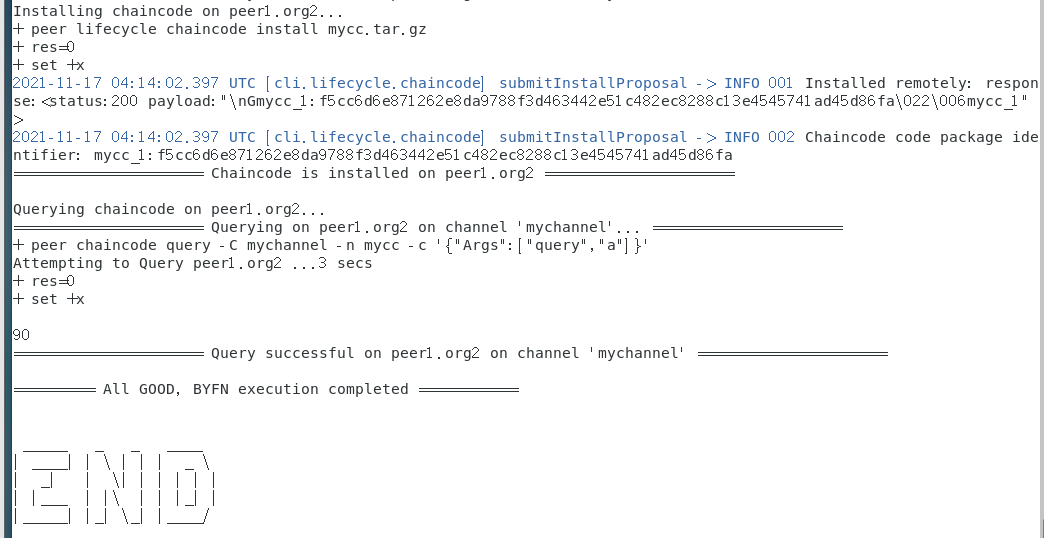 Installing chaincode on peer1.org2...
+ peer lifecycle chaincode install mycc.tar.gz
+ res=0
+ set +x
2021-11-17 04:14:02.397 UTC [cli.lifecycle.chaincode] submitInstallProposal -> INFO 001 Installed remotely: respon
se:<status:200 payload:"\nGmycc_1:f5cc6d6e871262e8da9788f3d463442e51c482ec8288c13e4545741ad45d86fa\022\006mycc_1"
>
2021-11-17 04:14:02.397 UTC [cli.lifecycle.chaincode] submitInstallProposal -> INFO 002 Chaincode code package ide
ntifier: mycc_1:f5cc6d6e871262e8da9788f3d463442e51c482ec8288c13e4545741ad45d86fa
===================== Chaincode is installed on peer1.org2 =====================
Querying chaincode on peer1.org2...
===================== Querying on peer1.org2 on channel 'mychannel'... =====================
+ peer chaincode query -C mychannel -n mycc -c '{"Args":["query","a"]}'
Attempting to Query peer1.org2 ...3 secs
+ res=0
+ set +x
90
===================== Query successful on peer1.org2 on channel 'mychannel' =====================
========= All GOOD, BYFN execution completed ===========
END